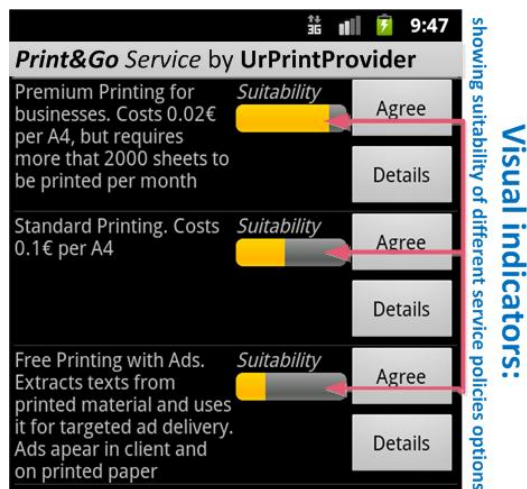 3G 9:47
Print&Go Service by UrPrintProvider
Premium Printing for
businesses. Costs 0.02€
per A4, but requires
more that 2000 sheets to
be printed per month
Suitability
Agree
Details
Standard Printing. Costs
0.1€ per A4
Suitability
Agree
Details
Free Printing with Ads.
Extracts texts from
printed material and uses
it for targeted ad delivery.
Ads apear in client and
on printed paper
Suitability
Agree
Details
Visual indicators:
showing suitability of different service policies options